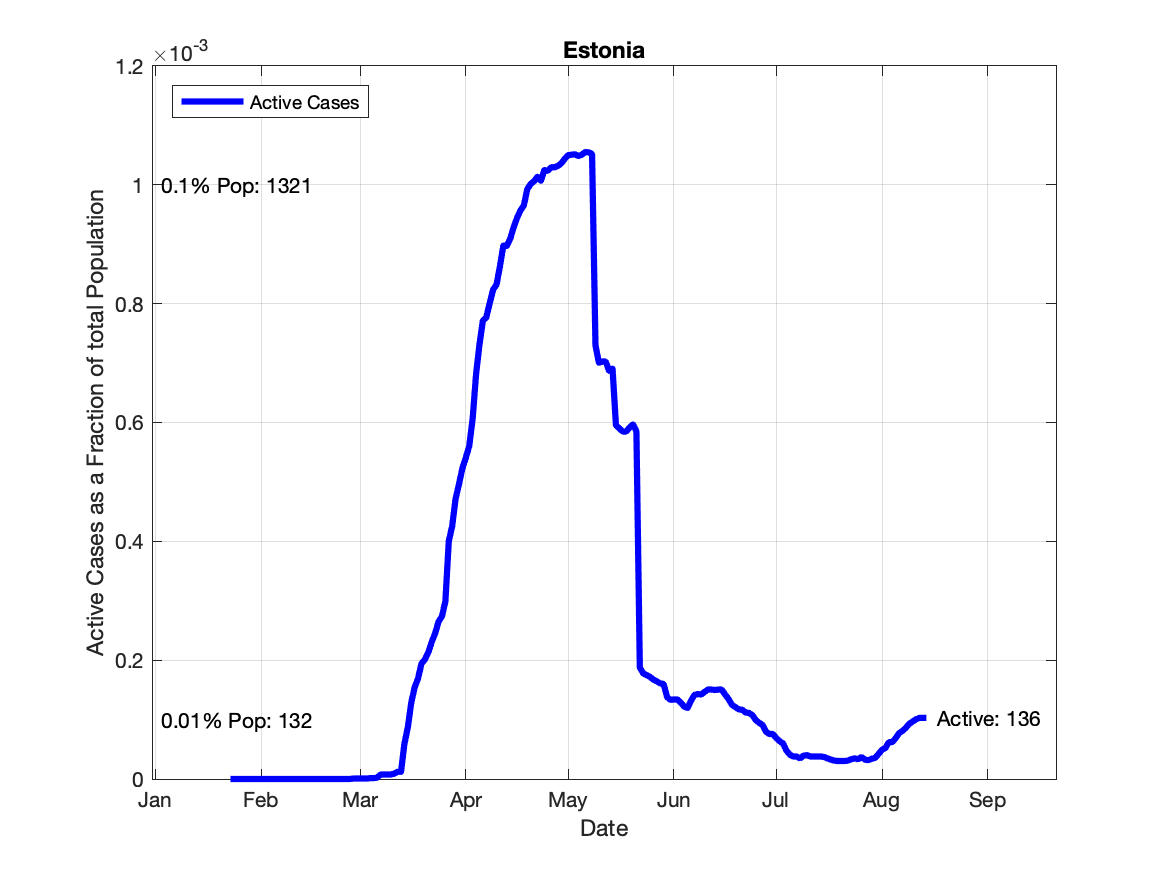 Estonia
×10-3
1.2
Active Cases
1
0.1% Pop: 1321
0.8
0.6
0.4
0.2
0.01% Pop: 132
Active: 136
0
Jan Feb Mar Apr May Jun Jul Aug Sep
Date
Active Cases as a Fraction of total Population